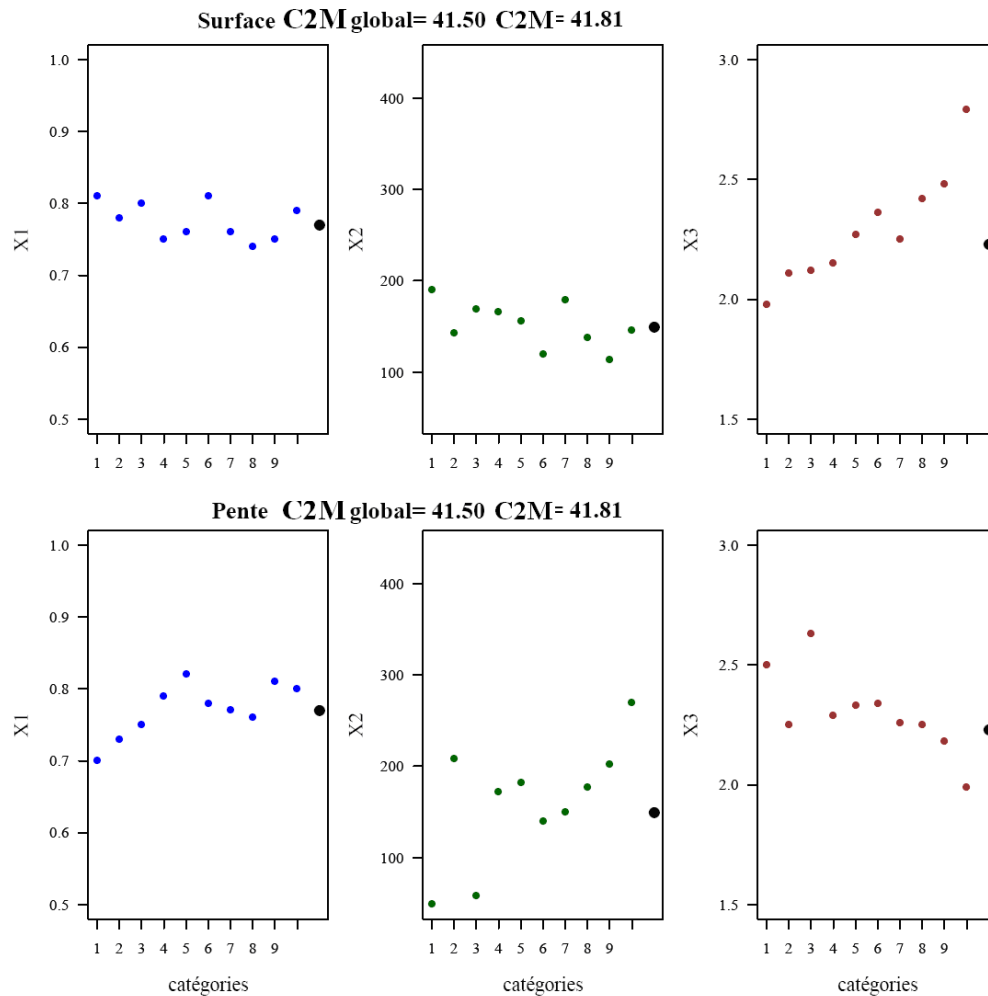 Surface C2M global= 41.50 C2M= 41.81
X1
1.0
0.9
0.8
0.7
0.6
0.5
1 2 3 4 5 6 7 8 9
X2
400
300
200
100
1 2 3 4 5 6 7 8 9
X3
3.0
2.5
2.0
1.5
1 2 3 4 5 6 7 8 9
Pente C2M global= 41.50 C2M= 41.81
X1
1.0
0.9
0.8
0.7
0.6
0.5
1 2 3 4 5 6 7 8 9
catégories
X2
400
300
200
100
1 2 3 4 5 6 7 8 9
catégories
X3
3.0
2.5
2.0
1.5
1 2 3 4 5 6 7 8 9
catégories